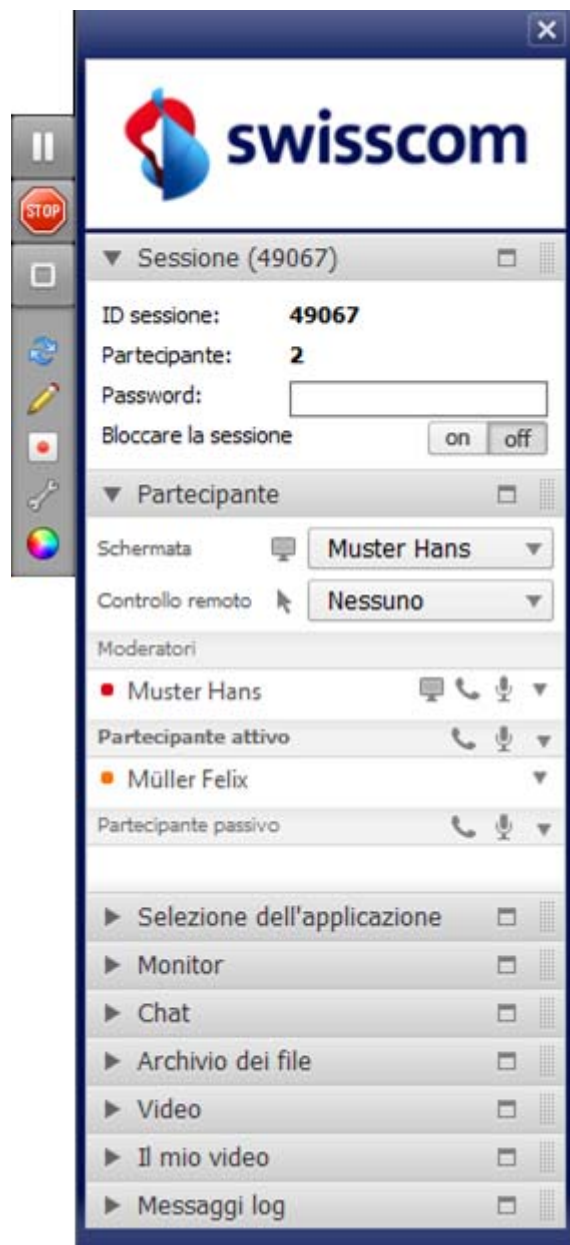 swisscom
STOP
Sessione (49067)
ID sessione: 49067
Partecipante: 2
Password:
Bloccare la sessione on off
Partecipante
Schermata Muster Hans
Controllo remoto Nessuno
Moderatori
Muster Hans
Partecipante attivo
Müller Felix
Partecipante passivo
Selezione dell'applicazione
Monitor
Chat
Archivio dei file
Video
Il mio video
Messaggi log